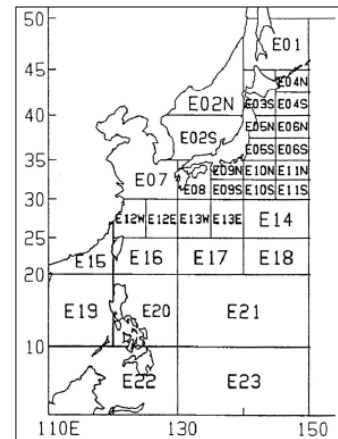 50
E01
45
E04N
E02N
E03S E04S
40
E05N E06N
E02S
E05S E06S
35
E07 E09N E10N E11N
E08 E09S E10S E11S
30
E12W E12E E13W E13E E14
25
E15 E16 E17 E18
20
E19 E20 E21
10
E22 E23
110E 130 150